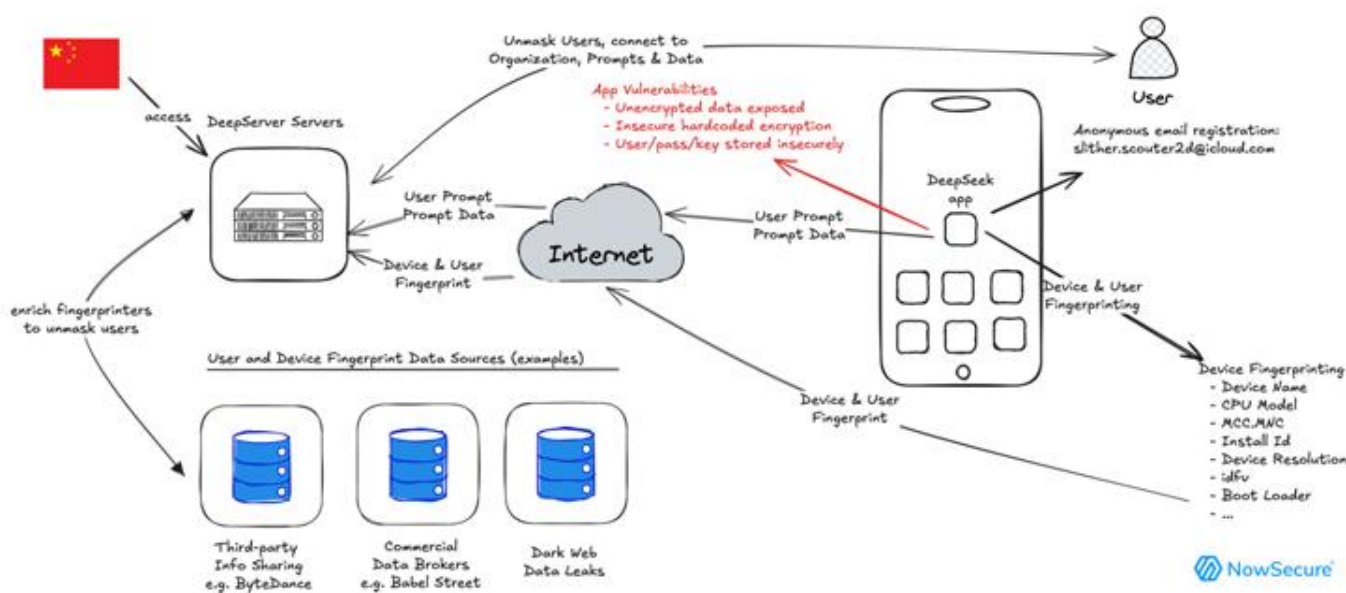 access
DeepServer Servers
Unmask Users, connect to
Organization, Prompts & Data
App Vulnerabilities
- Unencrypted data exposed
- Insecure hardcoded encryption
- User/pass/key stored insecurely
User
Anonymous email registration:
slither.scouter2d@icloud.com
DeepSeek
app
User Prompt
Prompt Data
Internet
User Prompt
Prompt Data
Device & User
Fingerprint
Device & User
Fingerprinting
enrich fingerprinters
to unmask users
User and Device Fingerprint Data Sources (examples)
Device & User
Fingerprint
Device Fingerprinting
- Device Name
- CPU Model
- MCC.MNC
- Install Id
- Device Resolution
- idfv
- Boot Loader
- ...
Third-party
Info Sharing
e.g. ByteDance
Commercial
Data Brokers
e.g. Babel Street
Dark Web
Data Leaks
NowSecure